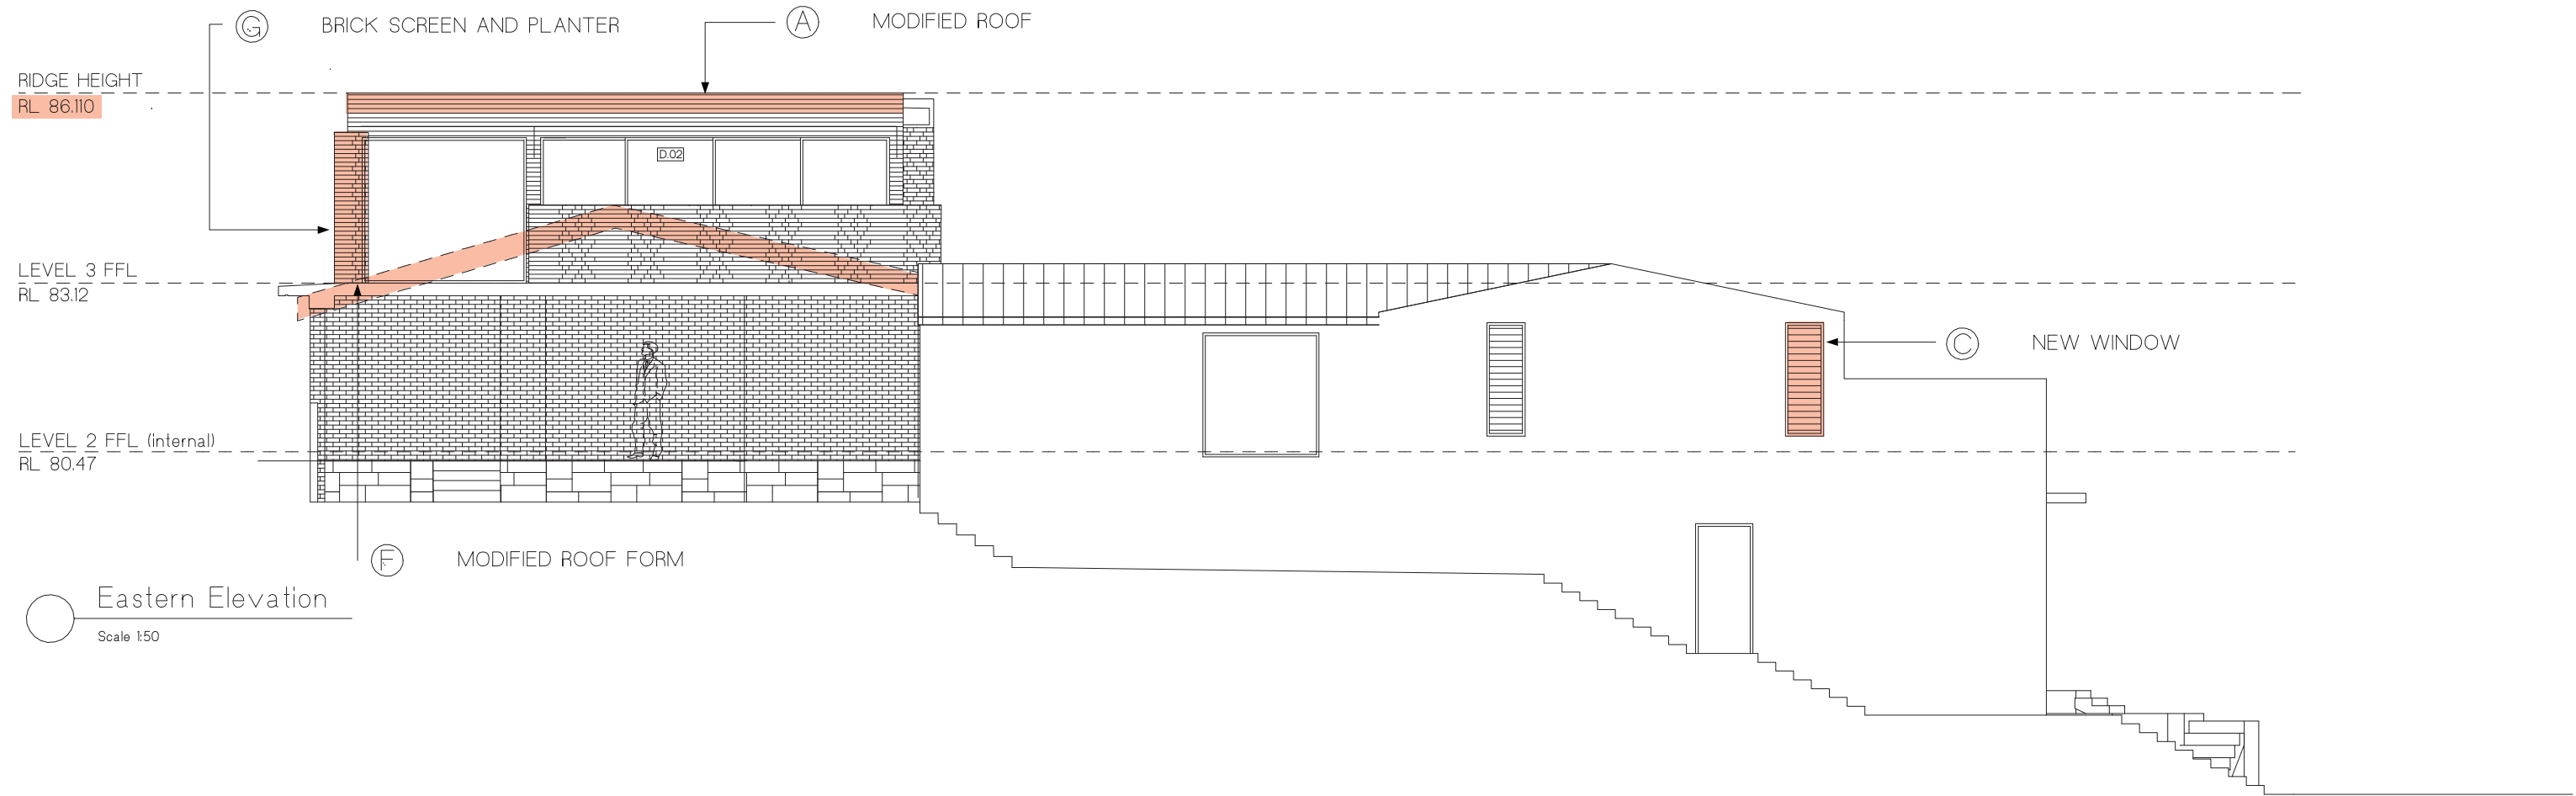 G BRICK SCREEN AND PLANTER
A MODIFIED ROOF
RIDGE HEIGHT
RL 86.110
D.02
LEVEL 3 FFL
RL 83.12
C NEW WINDOW
LEVEL 2 FFL (internal)
RL 80.47
F MODIFIED ROOF FORM
Eastern Elevation
Scale 1:50